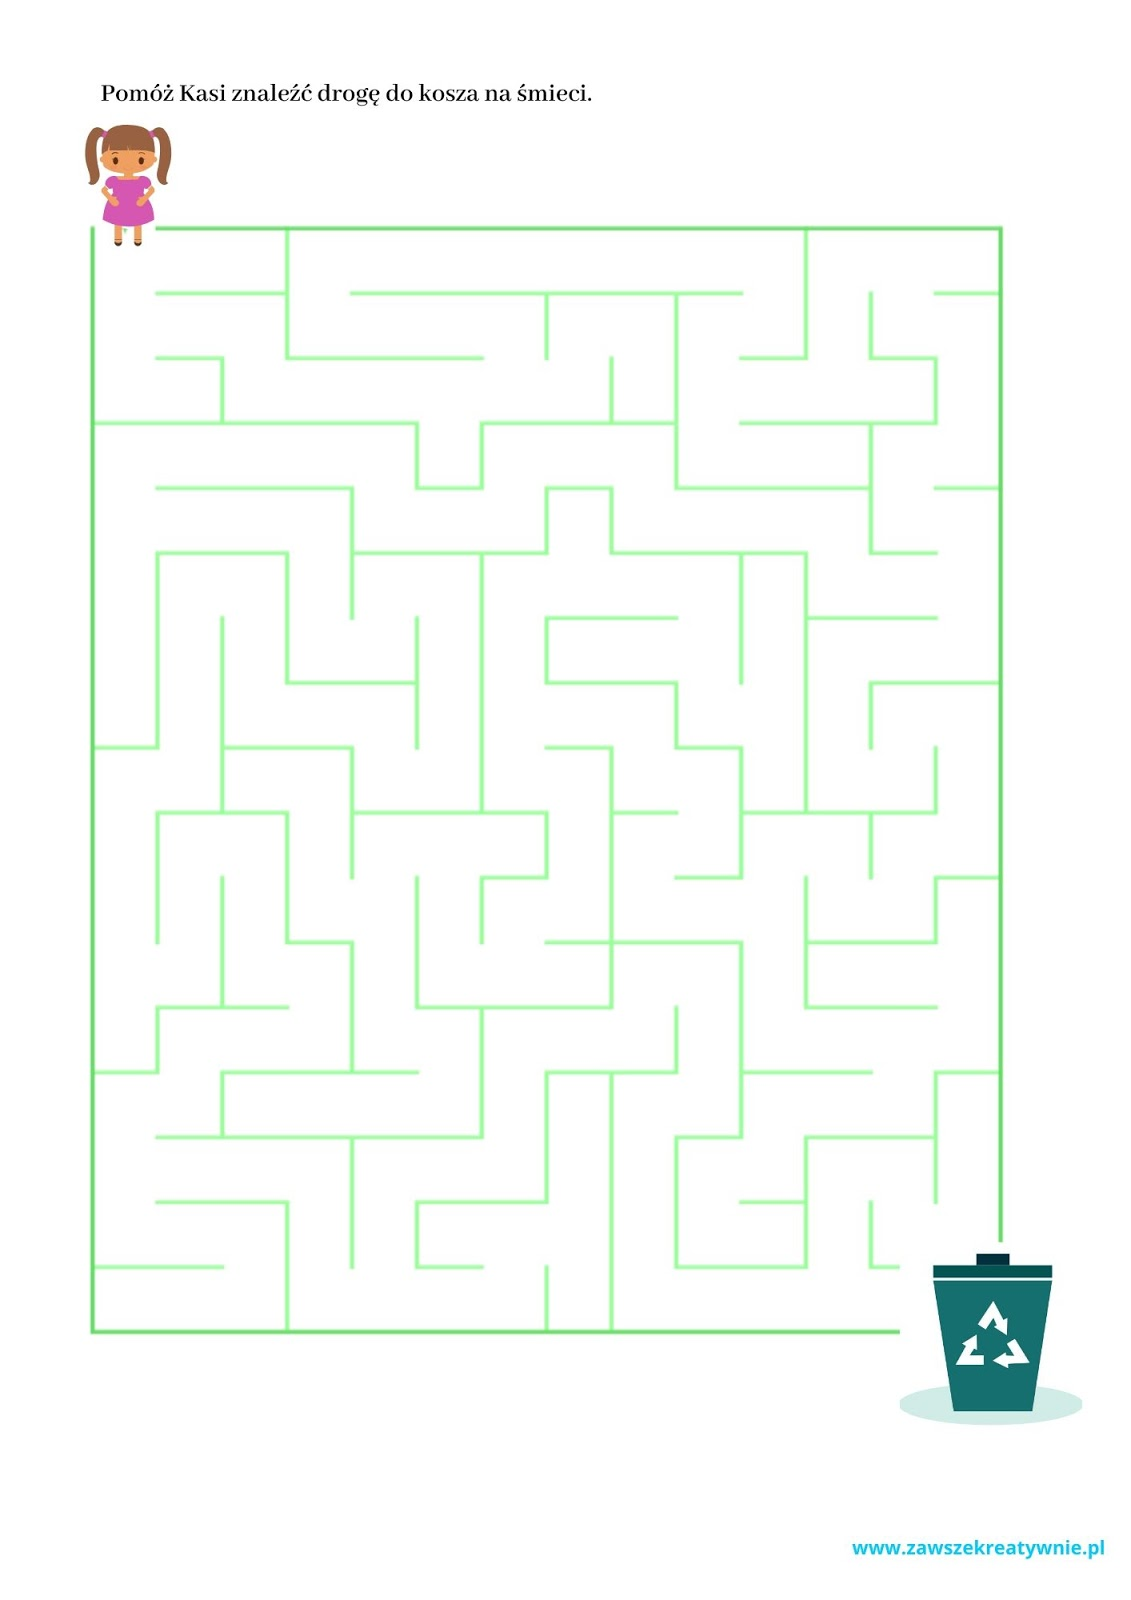 Pomóż Kasi znaleźć drogę do kosza na śmieci.
www.zawszekreatywnie.pl